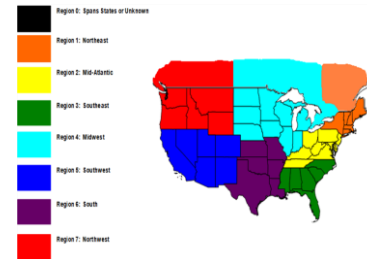 Region 0: Spans States or Unknown
Region 1: Northeast
Region 2: Mid-Atlantic
Region 3: Southeast
Region 4: Midwest
Region 5: Southwest
Region 6: South
Region 7: Northwest